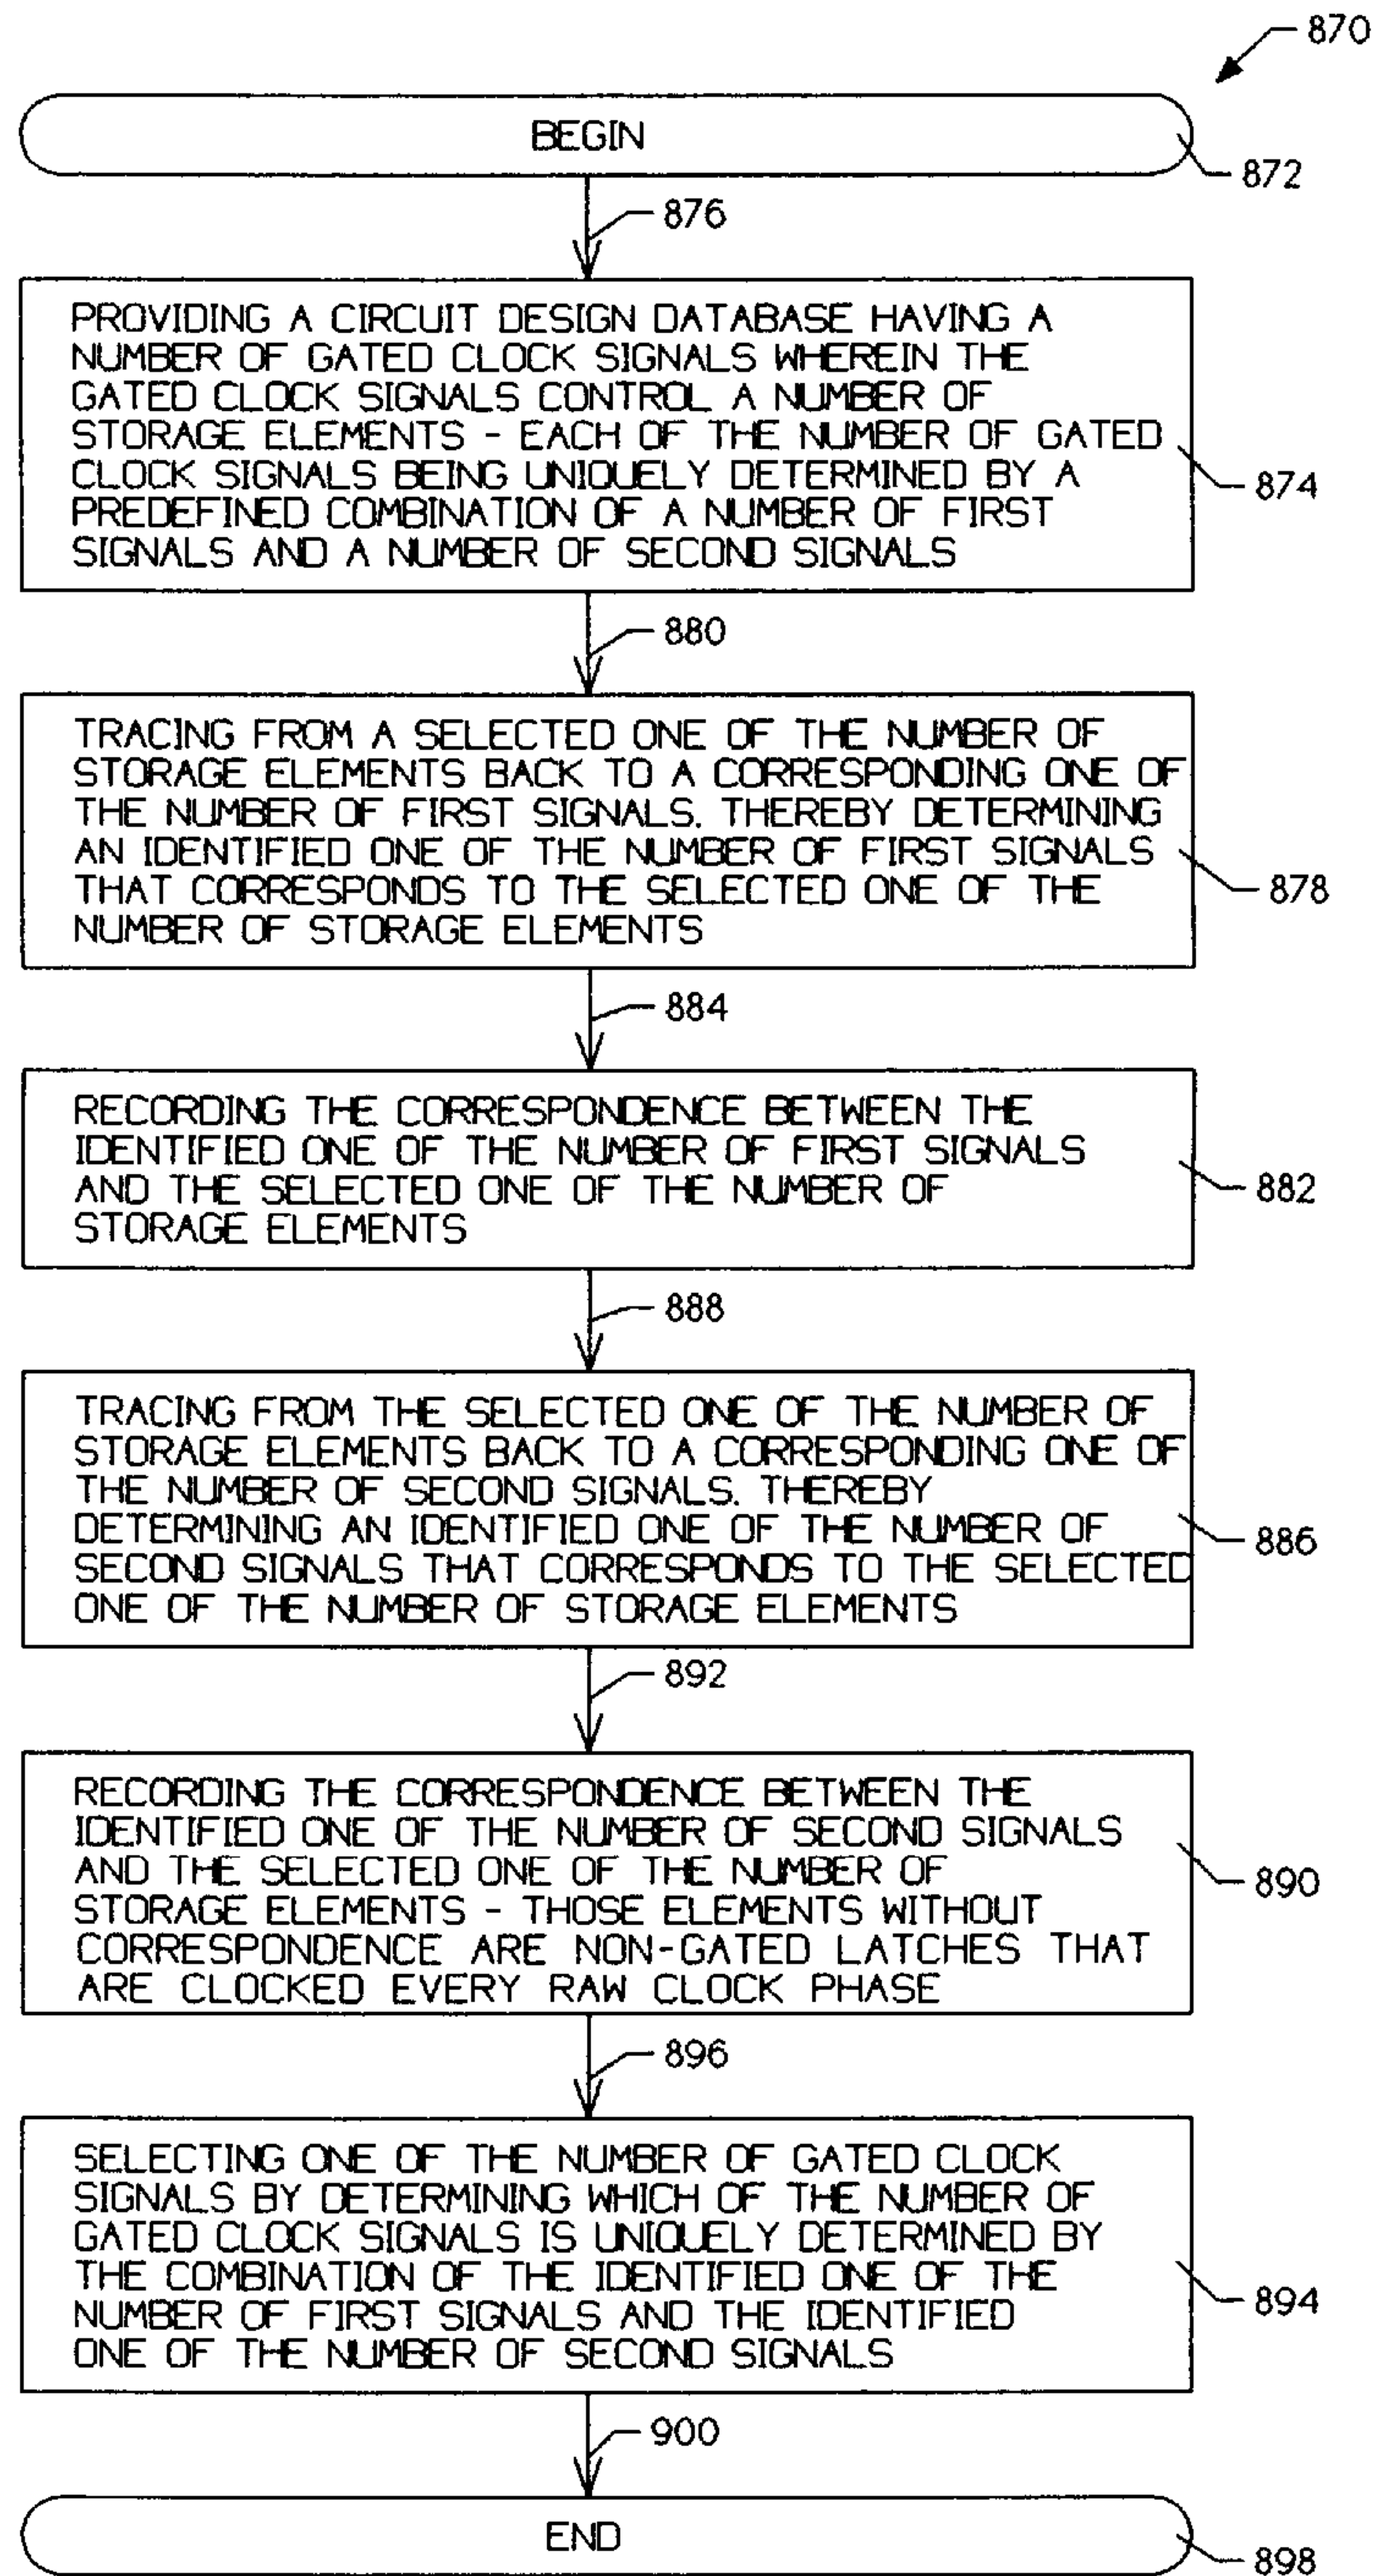 870
BEGIN
872
876
PROVIDING A CIRCUIT DESIGN DATABASE HAVING A
NUMBER OF GATED CLOCK SIGNALS WHEREIN THE
GATED CLOCK SIGNALS CONTROL A NUMBER OF
STORAGE ELEMENTS - EACH OF THE NUMBER OF GATED
CLOCK SIGNALS BEING UNIQUELY DETERMINED BY A
PREDEFINED COMBINATION OF A NUMBER OF FIRST
SIGNALS AND A NUMBER OF SECOND SIGNALS
874
880
TRACING FROM A SELECTED ONE OF THE NUMBER OF
STORAGE ELEMENTS BACK TO A CORRESPONDING ONE OF
THE NUMBER OF FIRST SIGNALS. THEREBY DETERMINING
AN IDENTIFIED ONE OF THE NUMBER OF FIRST SIGNALS
THAT CORRESPONDS TO THE SELECTED ONE OF THE
NUMBER OF STORAGE ELEMENTS
878
884
RECORDING THE CORRESPONDENCE BETWEEN THE
IDENTIFIED ONE OF THE NUMBER OF FIRST SIGNALS
AND THE SELECTED ONE OF THE NUMBER OF
STORAGE ELEMENTS
882
888
TRACING FROM THE SELECTED ONE OF THE NUMBER OF
STORAGE ELEMENTS BACK TO A CORRESPONDING ONE OF
THE NUMBER OF SECOND SIGNALS. THEREBY
DETERMINING AN IDENTIFIED ONE OF THE NUMBER OF
SECOND SIGNALS THAT CORRESPONDS TO THE SELECTED
ONE OF THE NUMBER OF STORAGE ELEMENTS
886
892
RECORDING THE CORRESPONDENCE BETWEEN THE
IDENTIFIED ONE OF THE NUMBER OF SECOND SIGNALS
AND THE SELECTED ONE OF THE NUMBER OF
STORAGE ELEMENTS - THOSE ELEMENTS WITHOUT
CORRESPONDENCE ARE NON-GATED LATCHES THAT
ARE CLOCKED EVERY RAW CLOCK PHASE
890
896
SELECTING ONE OF THE NUMBER OF GATED CLOCK
SIGNALS BY DETERMINING WHICH OF THE NUMBER OF
GATED CLOCK SIGNALS IS UNIQUELY DETERMINED BY
THE COMBINATION OF THE IDENTIFIED ONE OF THE
NUMBER OF FIRST SIGNALS AND THE IDENTIFIED
ONE OF THE NUMBER OF SECOND SIGNALS
894
900
END
898